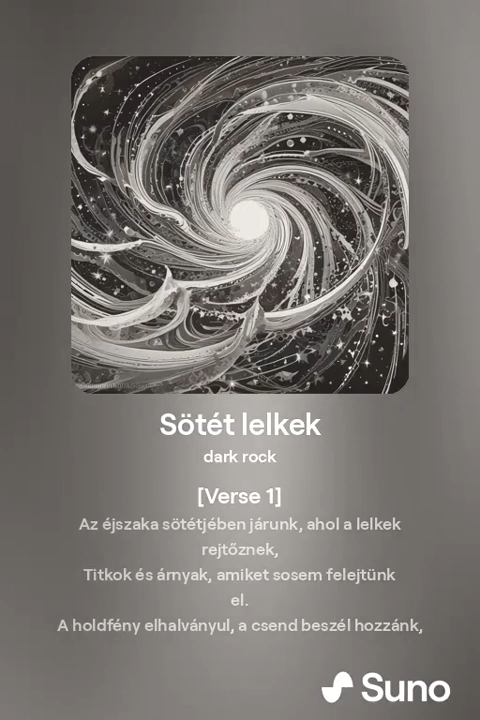 Sötét lelkek
dark rock
[Verse 1]
Az éjszaka sötétjében járunk, ahol a lelkek
rejtőznek,
Titkok és árnyak, amiket sosem felejtünk
el.
A holdfény elhalványul, a csend beszél hozzánk,
Suno